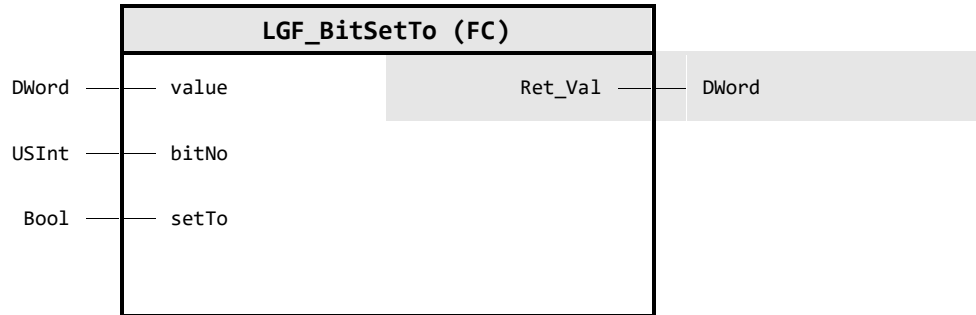 LGF_BitSetTo (FC)
DWord value Ret_Val DWord
USInt bitNo
Bool setTo